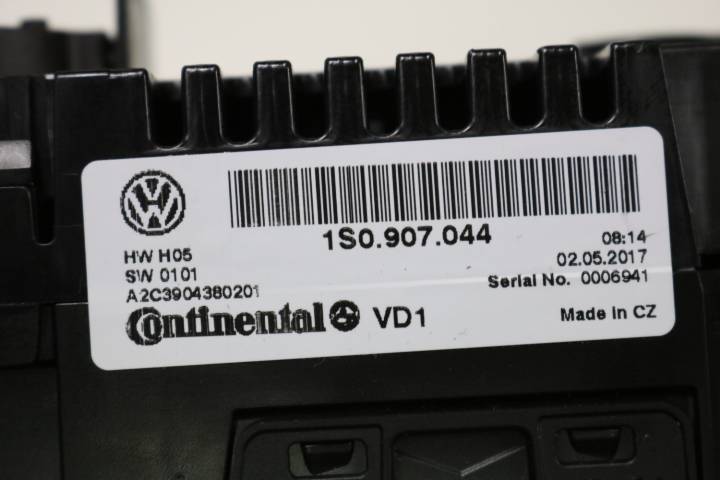 1S0.907.044
HW H05
SW 0101
A2C3904380201
08:14
02.05.2017
Serial No. 0006941
Continental VD1
Made in CZ